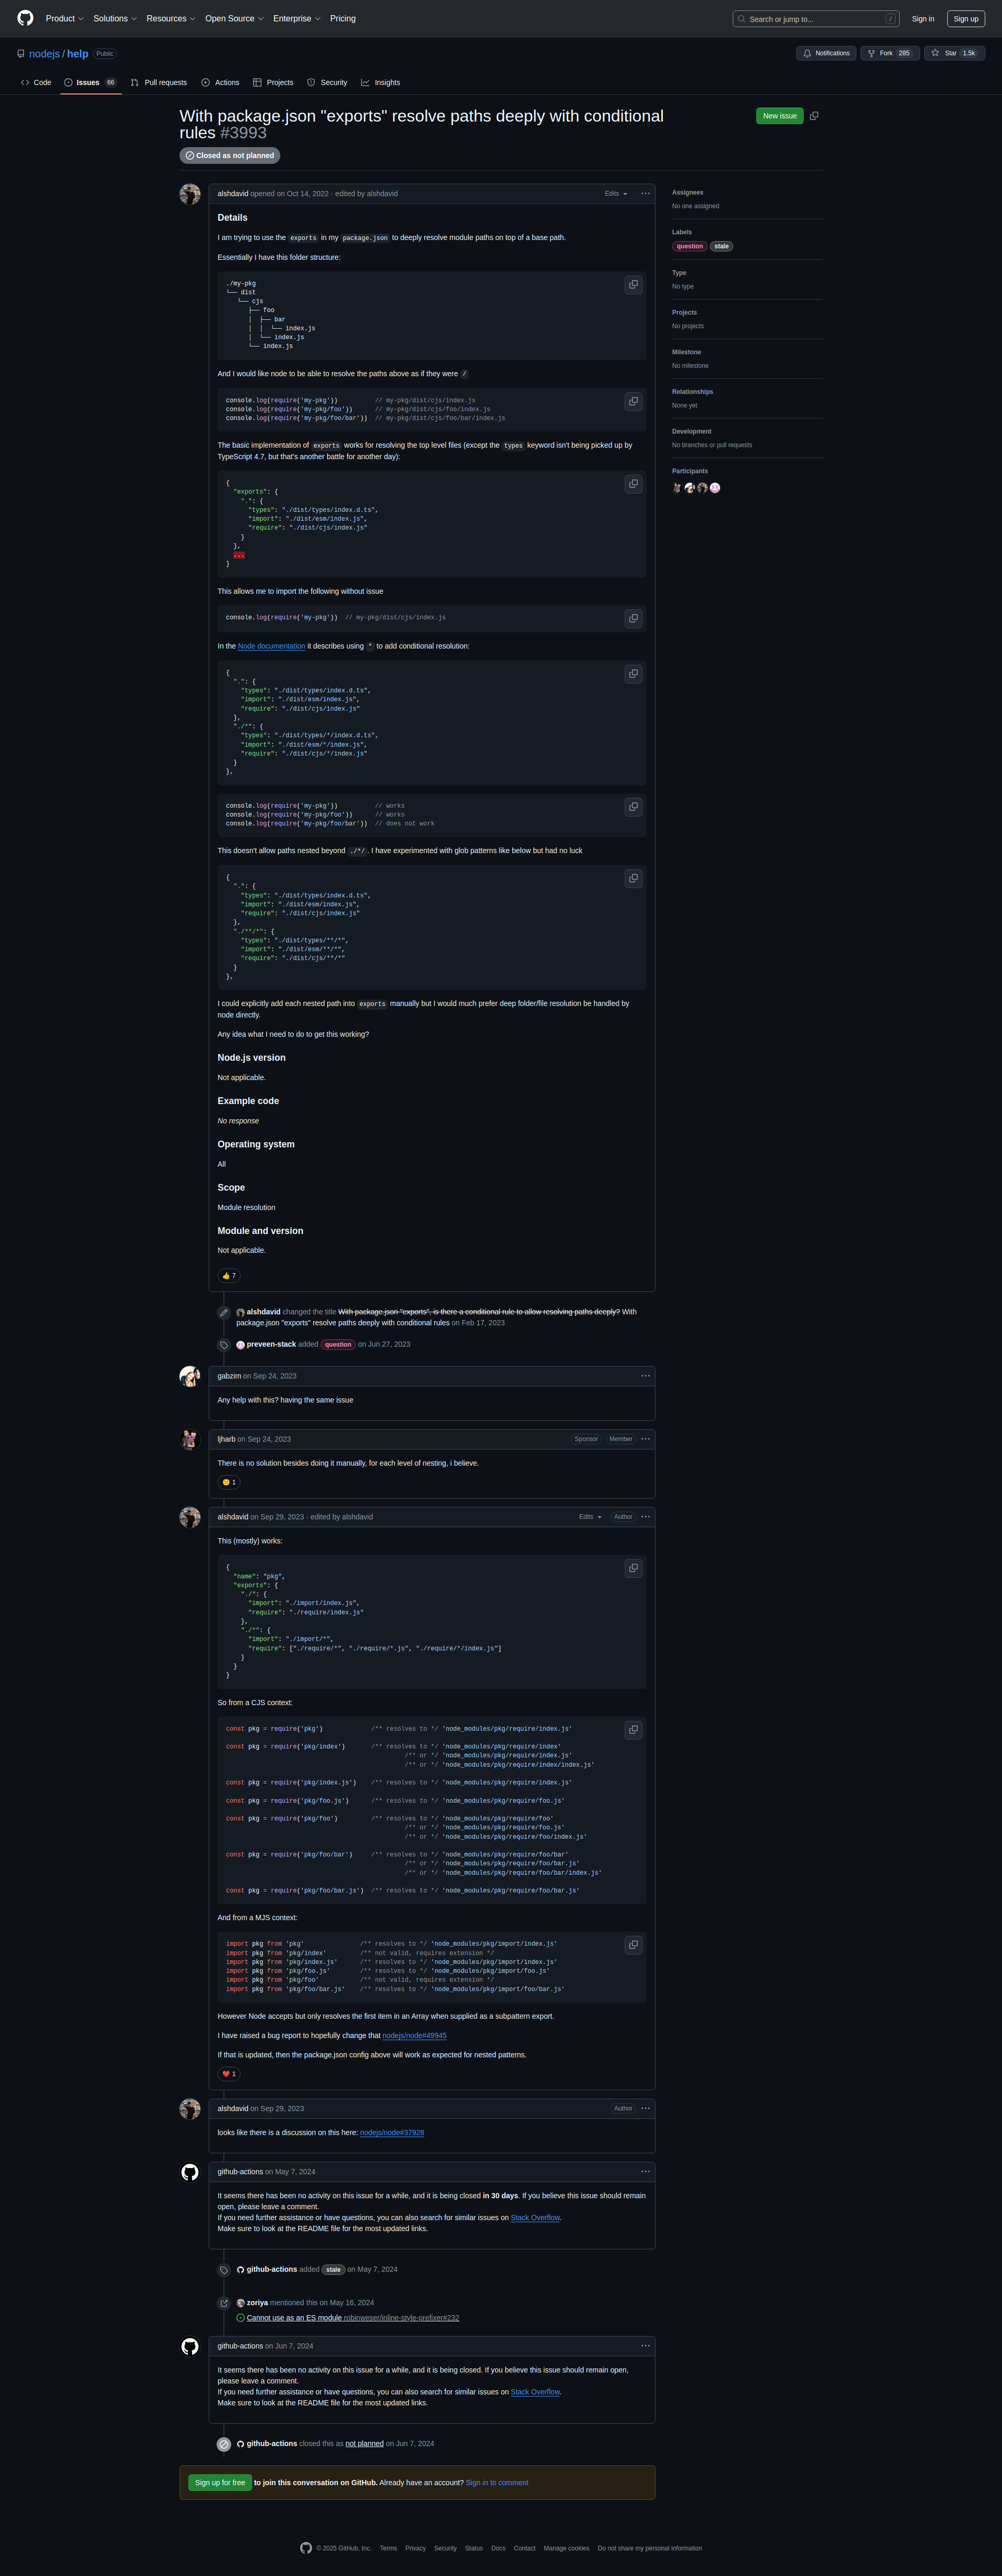 Product
Solutions
Resources
Open Source
Enterprise
Pricing
Search or jump to...
/
Sign in
Sign up
nodejs / help
Public
Notifications
Fork 285
Star 1.5k
Code
Issues 66
Pull requests
Actions
Projects
Security
Insights
With package.json "exports" resolve paths deeply with conditional
rules #3993
New issue
Closed as not planned
alshdavid opened on Oct 14, 2022 · edited by alshdavid
Edits
Details
I am trying to use the exports in my package.json to deeply resolve module paths on top of a base path.
Essentially I have this folder structure:
./my-pkg
└── dist
   └── cjs
      ├── foo
      │  ├── bar
      │  │  └── index.js
      │  └── index.js
      └── index.js
And I would like node to be able to resolve the paths above as if they were /
console.log(require('my-pkg'))          // my-pkg/dist/cjs/index.js
console.log(require('my-pkg/foo'))      // my-pkg/dist/cjs/foo/index.js
console.log(require('my-pkg/foo/bar'))  // my-pkg/dist/cjs/foo/bar/index.js
The basic implementation of exports works for resolving the top level files (except the types keyword isn't being picked up by
TypeScript 4.7, but that's another battle for another day):
{
  "exports": {
    ".": {
      "types": "./dist/types/index.d.ts",
      "import": "./dist/esm/index.js",
      "require": "./dist/cjs/index.js"
    }
  },
  ...
}
This allows me to import the following without issue
console.log(require('my-pkg'))  // my-pkg/dist/cjs/index.js
In the Node documentation it describes using * to add conditional resolution:
{
  ".": {
    "types": "./dist/types/index.d.ts",
    "import": "./dist/esm/index.js",
    "require": "./dist/cjs/index.js"
  },
  "./*": {
    "types": "./dist/types/*/index.d.ts",
    "import": "./dist/esm/*/index.js",
    "require": "./dist/cjs/*/index.js"
  }
},
console.log(require('my-pkg'))          // works
console.log(require('my-pkg/foo'))      // works
console.log(require('my-pkg/foo/bar'))  // does not work
This doesn't allow paths nested beyond ./*/. I have experimented with glob patterns like below but had no luck
{
  ".": {
    "types": "./dist/types/index.d.ts",
    "import": "./dist/esm/index.js",
    "require": "./dist/cjs/index.js"
  },
  "./**/*": {
    "types": "./dist/types/**/*",
    "import": "./dist/esm/**/*",
    "require": "./dist/cjs/**/*"
  }
},
I could explicitly add each nested path into exports manually but I would much prefer deep folder/file resolution be handled by
node directly.
Any idea what I need to do to get this working?
Node.js version
Not applicable.
Example code
No response
Operating system
All
Scope
Module resolution
Module and version
Not applicable.
👍 7
Assignees
No one assigned
Labels
question stale
Type
No type
Projects
No projects
Milestone
No milestone
Relationships
None yet
Development
No branches or pull requests
Participants
alshdavid changed the title With package.json "exports", is there a conditional rule to allow resolving paths deeply? With
package.json "exports" resolve paths deeply with conditional rules on Feb 17, 2023
preveen-stack added question on Jun 27, 2023
gabzim on Sep 24, 2023
Any help with this? having the same issue
ljharb on Sep 24, 2023
Sponsor
Member
There is no solution besides doing it manually, for each level of nesting, i believe.
1
alshdavid on Sep 29, 2023 · edited by alshdavid
Edits
Author
This (mostly) works:
{
  "name": "pkg",
  "exports": {
    "./": {
      "import": "./import/index.js",
      "require": "./require/index.js"
    },
    "./*": {
      "import": "./import/*",
      "require": ["./require/*", "./require/*.js", "./require/*/index.js"]
    }
  }
}
So from a CJS context:
const pkg = require('pkg')             /** resolves to */ 'node_modules/pkg/require/index.js'
const pkg = require('pkg/index')       /** resolves to */ 'node_modules/pkg/require/index'
/** or */ 'node_modules/pkg/require/index.js'
/** or */ 'node_modules/pkg/require/index/index.js'
const pkg = require('pkg/index.js')    /** resolves to */ 'node_modules/pkg/require/index.js'
const pkg = require('pkg/foo.js')      /** resolves to */ 'node_modules/pkg/require/foo.js'
const pkg = require('pkg/foo')         /** resolves to */ 'node_modules/pkg/require/foo'
/** or */ 'node_modules/pkg/require/foo.js'
/** or */ 'node_modules/pkg/require/foo/index.js'
const pkg = require('pkg/foo/bar')     /** resolves to */ 'node_modules/pkg/require/foo/bar'
/** or */ 'node_modules/pkg/require/foo/bar.js'
/** or */ 'node_modules/pkg/require/foo/bar/index.js'
const pkg = require('pkg/foo/bar.js')  /** resolves to */ 'node_modules/pkg/require/foo/bar.js'
And from a MJS context:
import pkg from 'pkg'               /** resolves to */ 'node_modules/pkg/import/index.js'
import pkg from 'pkg/index'         /** not valid, requires extension */
import pkg from 'pkg/index.js'      /** resolves to */ 'node_modules/pkg/import/index.js'
import pkg from 'pkg/foo.js'        /** resolves to */ 'node_modules/pkg/import/foo.js'
import pkg from 'pkg/foo'           /** not valid, requires extension */
import pkg from 'pkg/foo/bar.js'    /** resolves to */ 'node_modules/pkg/import/foo/bar.js'
However Node accepts but only resolves the first item in an Array when supplied as a subpattern export.
I have raised a bug report to hopefully change that nodejs/node#49945
If that is updated, then the package.json config above will work as expected for nested patterns.
❤️ 1
alshdavid on Sep 29, 2023
Author
looks like there is a discussion on this here: nodejs/node#37928
github-actions on May 7, 2024
It seems there has been no activity on this issue for a while, and it is being closed in 30 days. If you believe this issue should remain
open, please leave a comment.
If you need further assistance or have questions, you can also search for similar issues on Stack Overflow.
Make sure to look at the README file for the most updated links.
github-actions added stale on May 7, 2024
zoriya mentioned this on May 16, 2024
Cannot use as an ES module robinweser/inline-style-prefixer#232
github-actions on Jun 7, 2024
It seems there has been no activity on this issue for a while, and it is being closed. If you believe this issue should remain open,
please leave a comment.
If you need further assistance or have questions, you can also search for similar issues on Stack Overflow.
Make sure to look at the README file for the most updated links.
github-actions closed this as not planned on Jun 7, 2024
Sign up for free to join this conversation on GitHub. Already have an account? Sign in to comment
© 2025 GitHub, Inc.
Terms
Privacy
Security
Status
Docs
Contact
Manage cookies
Do not share my personal information